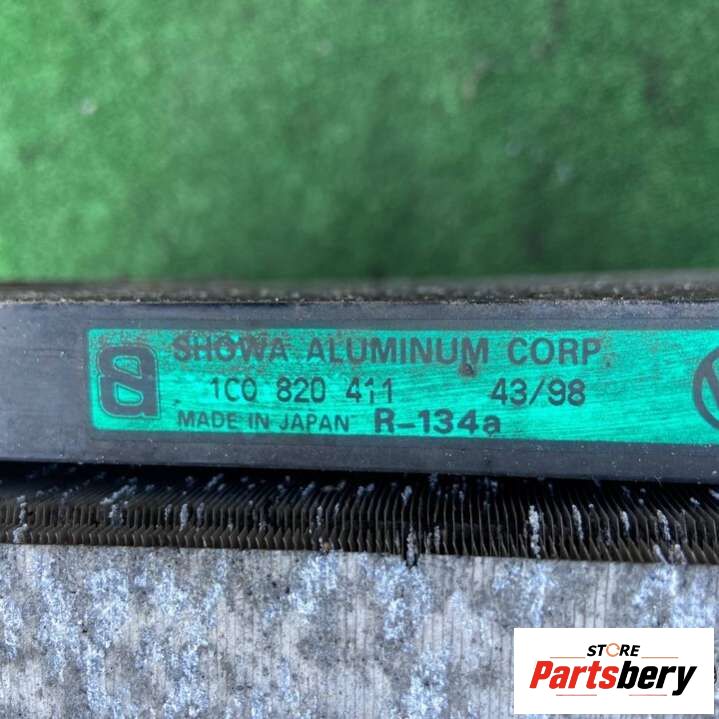 SHOWA ALUMINUM CORP.
1C0 820 411 43/98
MADE IN JAPAN R-134a
STORE
Partsbery